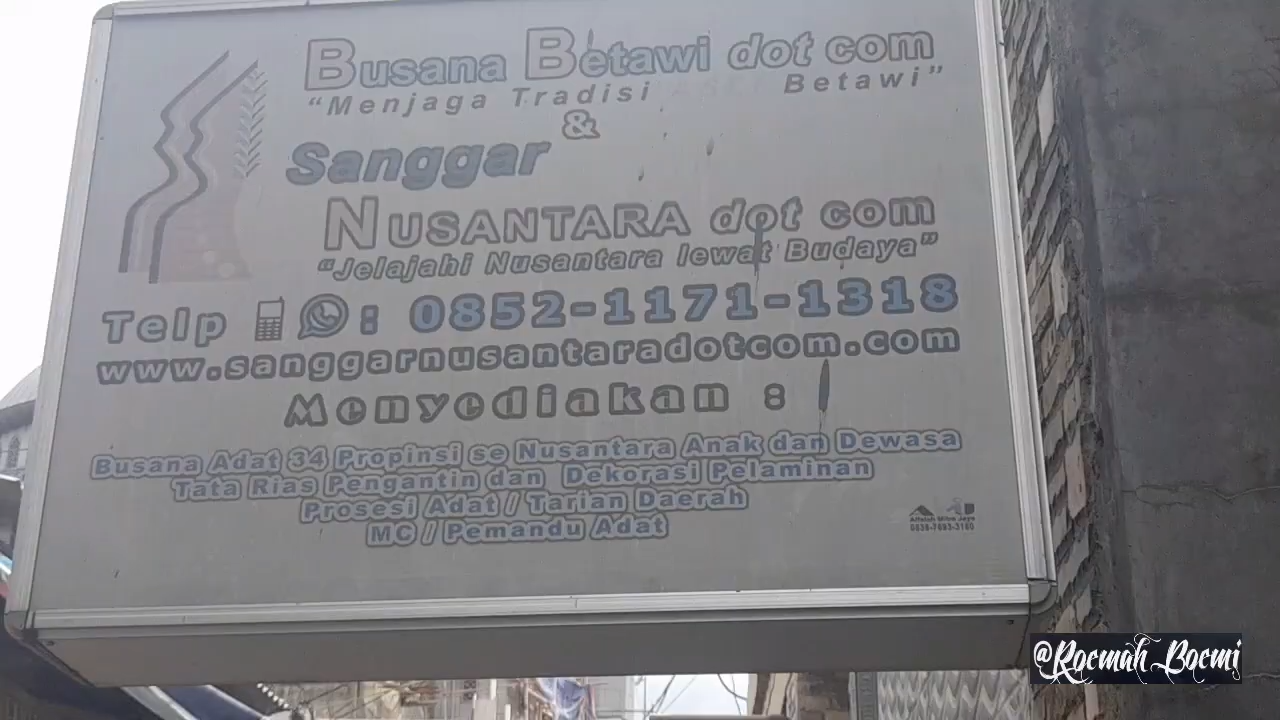 Busana Betawi dot com
“Menjaga Tradisi Betawi”
&
Sanggar
NUSANTARA dot com
“Jelajahi Nusantara lewat Budaya”
Telp : 0852-1171-1318
www.sanggarnusantaradotcom.com
Menyediakan :
Busana Adat 34 Propinsi se Nusantara Anak dan Dewasa
Tata Rias Pengantin dan Dekorasi Pelaminan
Prosesi Adat / Tarian Daerah
MC / Pemandu Adat
@Roemah Boemi